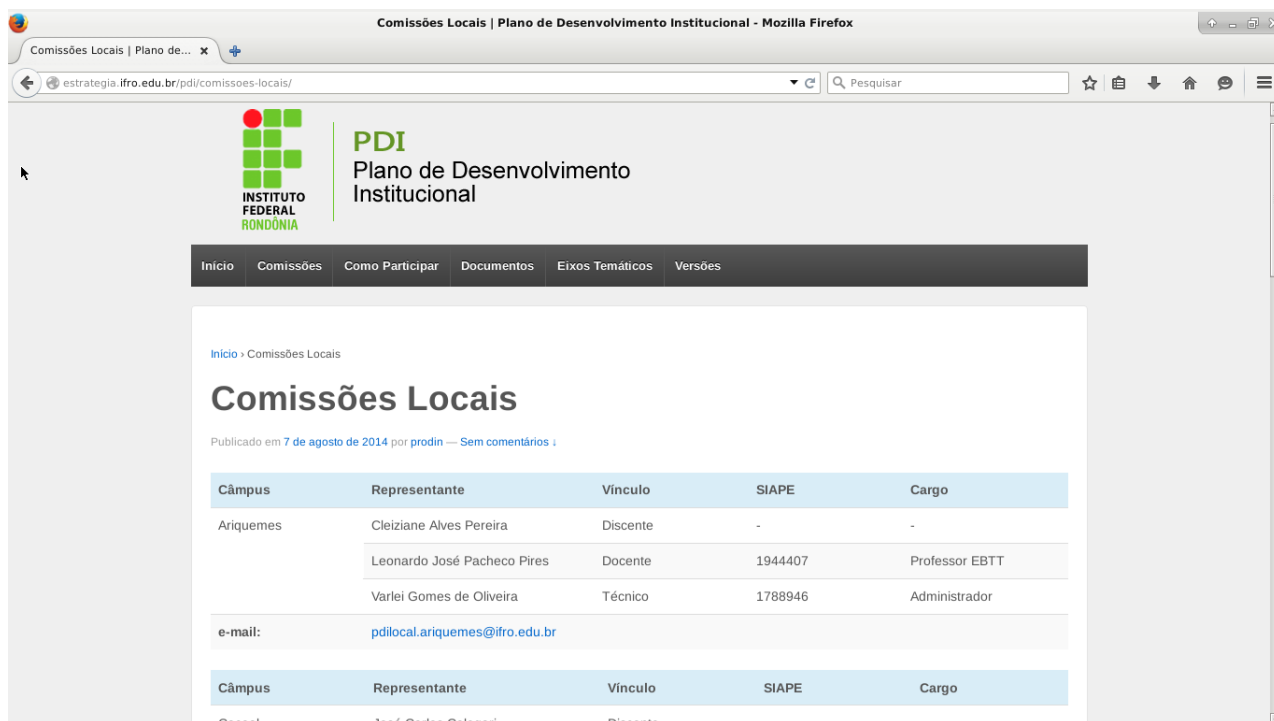 Comissões Locais | Plano de Desenvolvimento Institucional - Mozilla Firefox
Comissões Locais | Plano de...
estrategia.ifro.edu.br/pdi/comissoes-locais/
Pesquisar
INSTITUTO
FEDERAL
RONDÔNIA
PDI
Plano de Desenvolvimento
Institucional
Início Comissões Como Participar Documentos Eixos Temáticos Versões
Início › Comissões Locais
Comissões Locais
Publicado em 7 de agosto de 2014 por prodin — Sem comentários ↓
Câmpus Representante Vínculo SIAPE Cargo
Ariquemes Cleiziane Alves Pereira Discente - -
Leonardo José Pacheco Pires Docente 1944407 Professor EBTT
Varlei Gomes de Oliveira Técnico 1788946 Administrador
e-mail: pdilocal.ariquemes@ifro.edu.br
Câmpus Representante Vínculo SIAPE Cargo